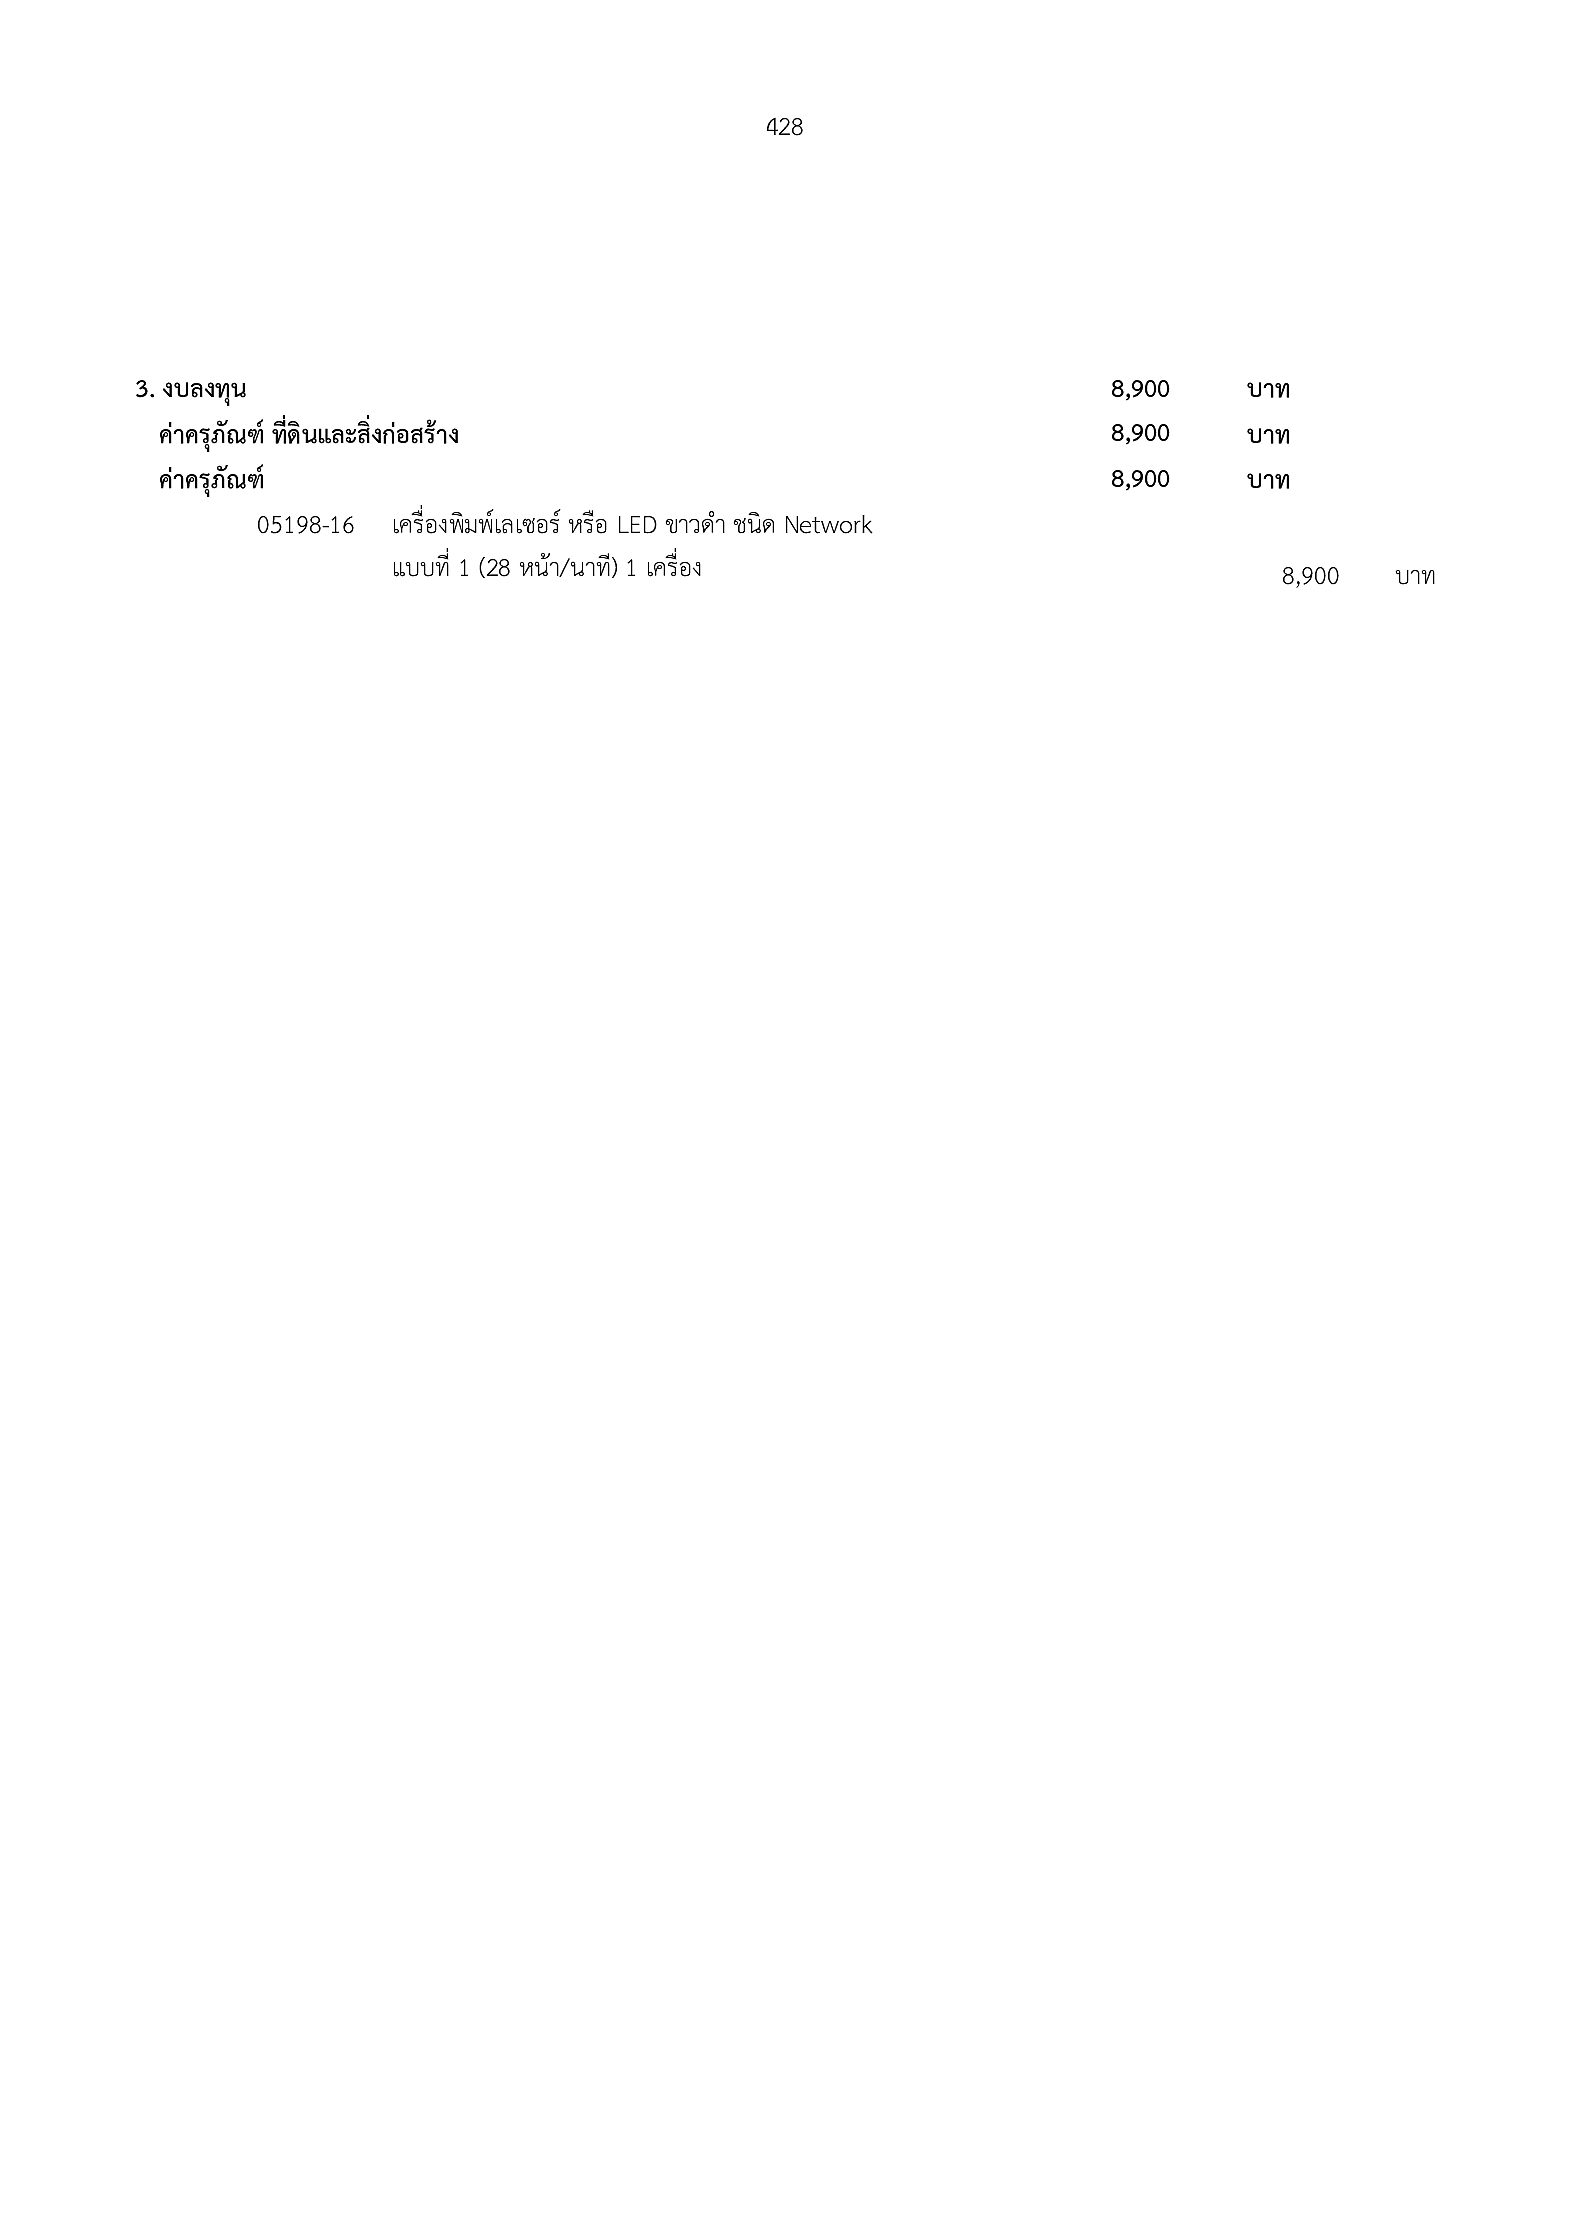 428
3. งบลงทุน 8,900 บาท
ค่าครุภัณฑ์ ที่ดินและสิ่งก่อสร้าง 8,900 บาท
ค่าครุภัณฑ์ 8,900 บาท
05198-16 เครื่องพิมพ์เลเซอร์ หรือ LED ขาวดำ ชนิด Network
แบบที่ 1 (28 หน้า/นาที) 1 เครื่อง 8,900 บาท